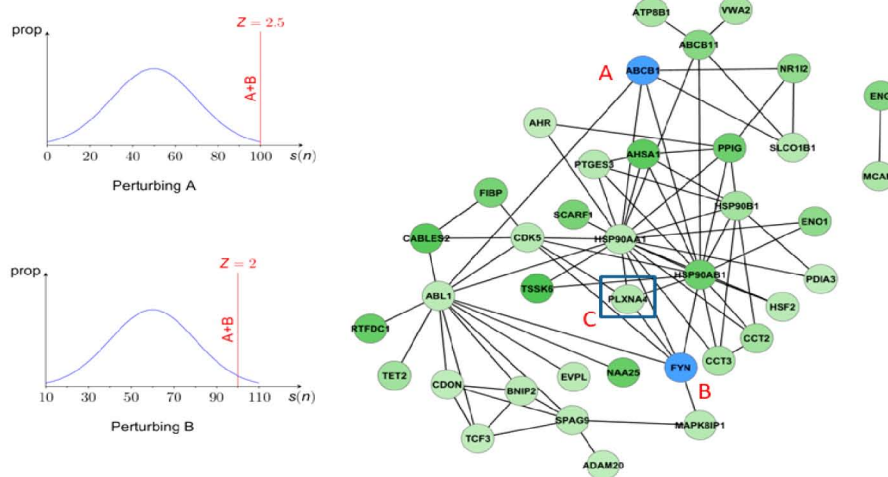 prop
Z = 2.5
A+B
0 20 40 60 80 100 s(n)
Perturbing A
prop
Z = 2
A+B
10 30 50 70 90 110 s(n)
Perturbing B
ATP8B1
VWA2
ABCB11
A
ABCB1
NR1I2
AHR
PTGES3
AHSA1
PPIG
SLCO1B1
FIBP
SCARF1
HSP90B1
ENO1
CABLES2
CDK5
HSP90AA1
HSP90AB1
PDIA3
ABL1
TSSK6
PLXNA4
HSF2
C
RTFDC1
CCT2
CCT3
TET2
CDON
BNIP2
EVPL
NAA25
FYN
B
TCF3
SPAG9
MAPK8IP1
ADAM20
ENO
MCA